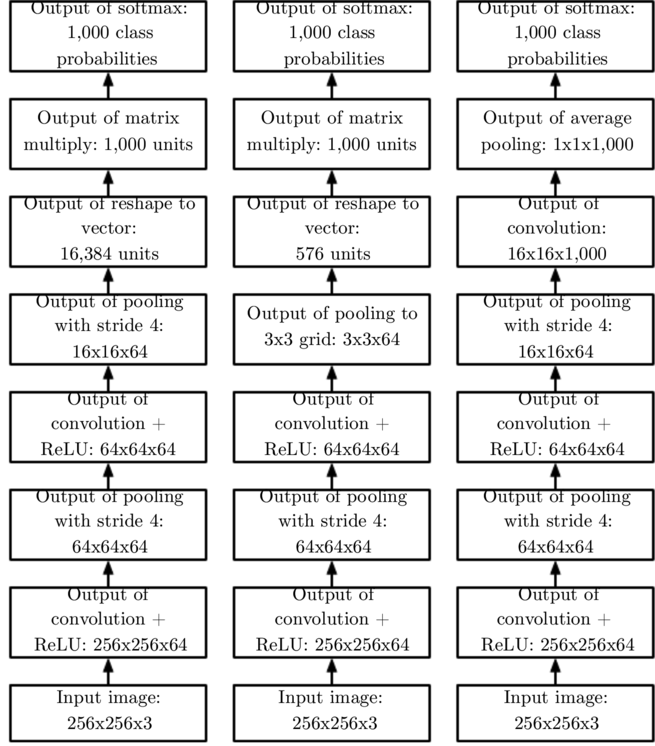 Output of softmax:
1,000 class
probabilities
Output of matrix
multiply: 1,000 units
Output of reshape to
vector:
16,384 units
Output of pooling
with stride 4:
16x16x64
Output of
convolution +
ReLU: 64x64x64
Output of pooling
with stride 4:
64x64x64
Output of
convolution +
ReLU: 256x256x64
Input image:
256x256x3
Output of softmax:
1,000 class
probabilities
Output of matrix
multiply: 1,000 units
Output of reshape to
vector:
576 units
Output of pooling to
3x3 grid: 3x3x64
Output of
convolution +
ReLU: 64x64x64
Output of pooling
with stride 4:
64x64x64
Output of
convolution +
ReLU: 256x256x64
Input image:
256x256x3
Output of softmax:
1,000 class
probabilities
Output of average
pooling: 1x1x1,000
Output of
convolution:
16x16x1,000
Output of pooling
with stride 4:
16x16x64
Output of
convolution +
ReLU: 64x64x64
Output of pooling
with stride 4:
64x64x64
Output of
convolution +
ReLU: 256x256x64
Input image:
256x256x3